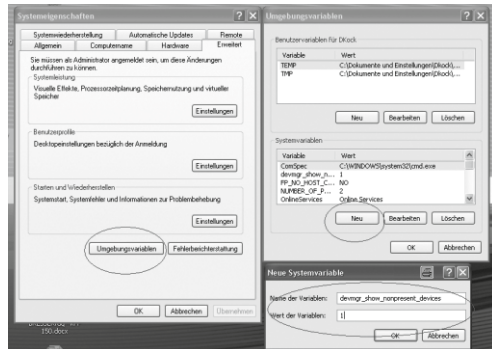 Systemeigenschaften
Systemwiederherstellung
Automatische Updates
Remote
Allgemein
Computername
Hardware
Erweitert
Sie müssen als Administrator angemeldet sein, um diese Änderungen
durchführen zu können.
Systemleistung
Visuelle Effekte, Prozessorzeitplanung, Speichernutzung und virtueller
Speicher
Einstellungen
Benutzerprofile
Desktopeinstellungen bezüglich der Anmeldung
Einstellungen
Starten und Wiederherstellen
Systemstart, Systemfehler und Informationen zur Problembehebung
Einstellungen
Umgebungsvariablen
Fehlerberichterstattung
OK
Abbrechen
Übernehmen
150.docx
Umgebungsvariablen
Benutzervariablen für DKock
Variable Wert
TEMP C:\Dokumente und Einstellungen\DKock\...
TMP C:\Dokumente und Einstellungen\DKock\...
Neu
Bearbeiten
Löschen
Systemvariablen
Variable Wert
ComSpec C:\WINDOWS\system32\cmd.exe
devmgr_show_n... 1
FP_NO_HOST_C... NO
NUMBER_OF_P... 2
OnlineServices Online Services
Neu
Bearbeiten
Löschen
OK
Abbrechen
Neue Systemvariable
Name der Variablen: devmgr_show_nonpresent_devices
Wert der Variablen: 1
OK
Abbrechen